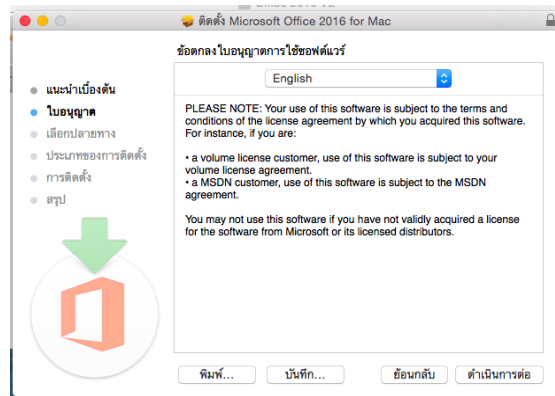 ติดตั้ง Microsoft Office 2016 for Mac
ข้อตกลงใบอนุญาตการใช้ซอฟต์แวร์
English
แนะนำเบื้องต้น
ใบอนุญาต
เลือกปลายทาง
ประเภทของการติดตั้ง
การติดตั้ง
สรุป
PLEASE NOTE: Your use of this software is subject to the terms and
conditions of the license agreement by which you acquired this software.
For instance, if you are:
• a volume license customer, use of this software is subject to your
volume license agreement.
• a MSDN customer, use of this software is subject to the MSDN
agreement.
You may not use this software if you have not validly acquired a license
for the software from Microsoft or its licensed distributors.
พิมพ์...
บันทึก...
ย้อนกลับ
ดำเนินการต่อ